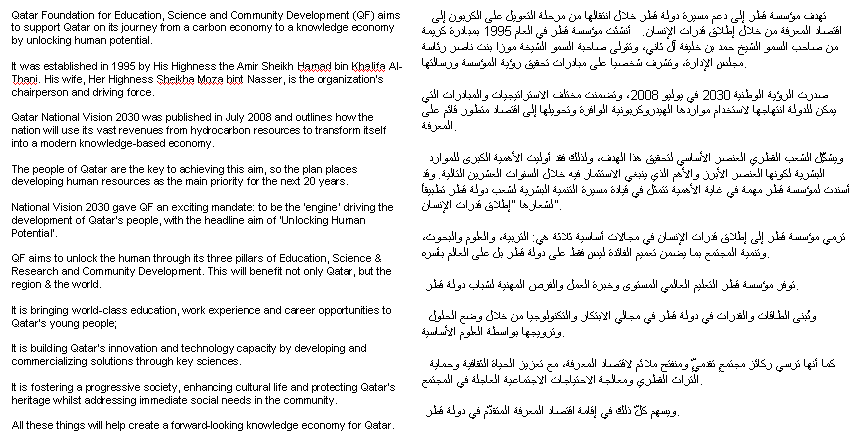 Qatar Foundation for Education, Science and Community Development (QF) aims
to support Qatar on its journey from a carbon economy to a knowledge economy
by unlocking human potential.
It was established in 1995 by His Highness the Amir Sheikh Hamad bin Khalifa Al-
Thani. His wife, Her Highness Sheikha Moza bint Nasser, is the organization's
chairperson and driving force.
Qatar National Vision 2030 was published in July 2008 and outlines how the
nation will use its vast revenues from hydrocarbon resources to transform itself
into a modern knowledge-based economy.
The people of Qatar are the key to achieving this aim, so the plan places
developing human resources as the main priority for the next 20 years.
National Vision 2030 gave QF an exciting mandate: to be the 'engine' driving the
development of Qatar's people, with the headline aim of 'Unlocking Human
Potential'.
QF aims to unlock the human through its three pillars of Education, Science &
Research and Community Development. This will benefit not only Qatar, but the
region & the world.
It is bringing world-class education, work experience and career opportunities to
Qatar's young people;
It is building Qatar's innovation and technology capacity by developing and
commercializing solutions through key sciences.
It is fostering a progressive society, enhancing cultural life and protecting Qatar's
heritage whilst addressing immediate social needs in the community.
All these things will help create a forward-looking knowledge economy for Qatar.
تهدف مؤسسة قطر إلى دعم مسيرة دولة قطر خلال انتقالها من مرحلة التعويل على الكربون إلى
اقتصاد المعرفة من خلال إطلاق قدرات الإنسان. أنشئت مؤسسة قطر في العام 1995 بمبادرة كريمة
من صاحب السمو الشيخ حمد بن خليفة آل ثاني، وتتولى صاحبة السمو الشيخة موزا بنت ناصر رئاسة
مجلس الإدارة، وتشرف شخصيا على مبادرات تحقيق رؤية المؤسسة ورسالتها.
صدرت الرؤية الوطنية 2030 في يوليو 2008، وتضمنت مختلف الاستراتيجيات والمبادرات التي
يمكن للدولة انتهاجها لاستخدام مواردها الهيدروكربونية الوافرة وتحويلها إلى اقتصاد متطور قائم على
المعرفة.
ويشكّل الشعب القطري العنصر الأساسي لتحقيق هذا الهدف، ولذلك فقد أوليت الأهمية الكبرى للموارد
البشرية لكونها العنصر الأبرز والأهم الذي ينبغي الاستثمار فيه خلال السنوات العشرين التالية. وقد
أسندت لمؤسسة قطر مهمة في غاية الأهمية تتمثل في قيادة مسيرة التنمية البشرية لشعب دولة قطر تطبيقاً
لشعارها "إطلاق قدرات الإنسان".
ترمي مؤسسة قطر إلى إطلاق قدرات الإنسان في مجالات أساسية ثلاثة هي: التربية، والعلوم والبحوث،
وتنمية المجتمع بما يضمن تعميم الفائدة ليس فقط على دولة قطر بل على العالم بأسره.
توفر مؤسسة قطر التعليم العالمي المستوى وخبرة العمل والفرص المهنية لشباب دولة قطر.
وتُبنى الطاقات والقدرات في دولة قطر في مجالي الابتكار والتكنولوجيا من خلال وضع الحلول
وترويجها بواسطة العلوم الأساسية.
كما أنها ترسي ركائز مجتمع تقدميّ ومنفتح ملائم لاقتصاد المعرفة، مع تعزيز الحياة الثقافية وحماية
التراث القطري ومعالجة الاحتياجات الاجتماعية العاجلة في المجتمع.
ويسهم كلّ ذلك في إقامة اقتصاد المعرفة المتقدّم في دولة قطر.